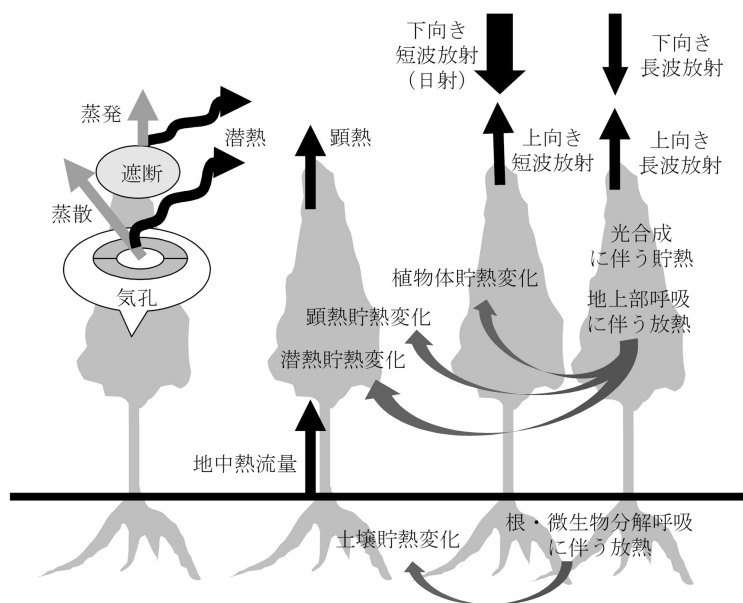 下向き
短波放射
(日射)
下向き
長波放射
蒸発
潜熱
顕熱
上向き
短波放射
上向き
長波放射
遮断
蒸散
気孔
光合成
に伴う貯熱
植物体貯熱変化
地上部呼吸
に伴う放熱
顕熱貯熱変化
潜熱貯熱変化
地中熱流量
根・微生物分解呼吸
に伴う放熱
土壌貯熱変化